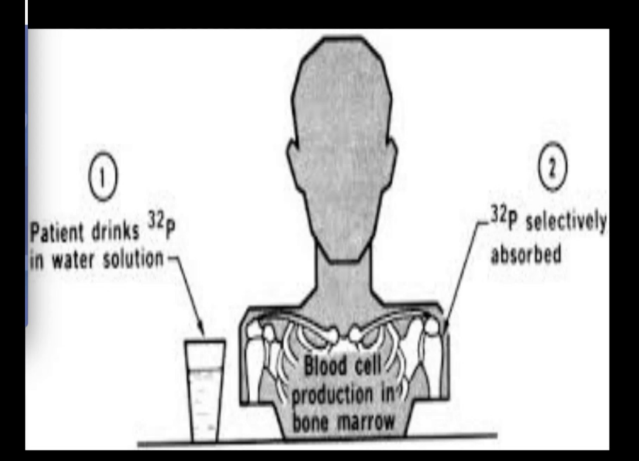 1
Patient drinks ³²P
in water solution
2
³²P selectively
absorbed
Blood cell
production in
bone marrow